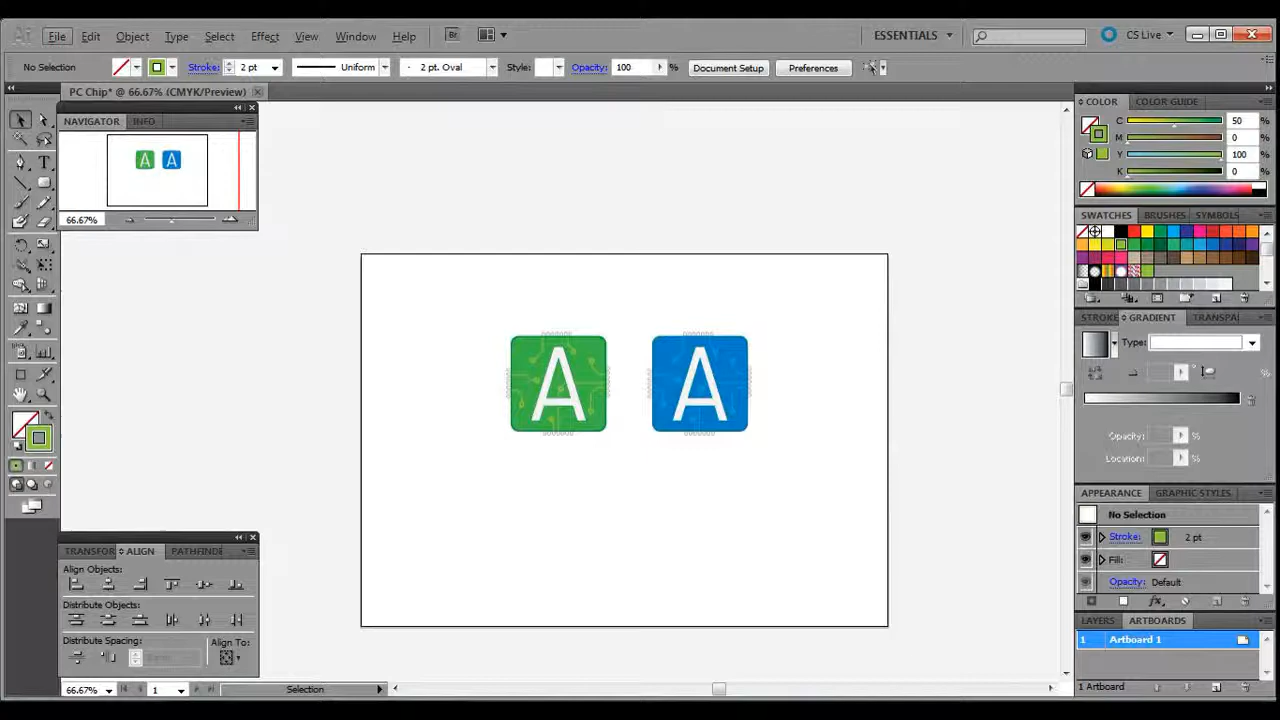 Ai File Edit Object Type Select Effect View Window Help Br ESSENTIALS CS Live
No Selection Stroke: 2 pt Uniform 2 pt. Oval Style: Opacity: 100 % Document Setup Preferences
PC Chip* @ 66.67% (CMYK/Preview)
NAVIGATOR INFO
A A
66.67%
A A
TRANSFOR ALIGN PATHFINDE
Align Objects:
Distribute Objects:
Distribute Spacing: Align To:
66.67% 1 Selection
COLOR COLOR GUIDE
C 50 %
M 0 %
Y 100 %
K 0 %
SWATCHES BRUSHES SYMBOLS
STROKE GRADIENT TRANSPA
Type:
%
Opacity: %
Location: %
APPEARANCE GRAPHIC STYLES
No Selection
Stroke: 2 pt
Fill:
Opacity: Default
fx
LAYERS ARTBOARDS
1 Artboard 1
1 Artboard